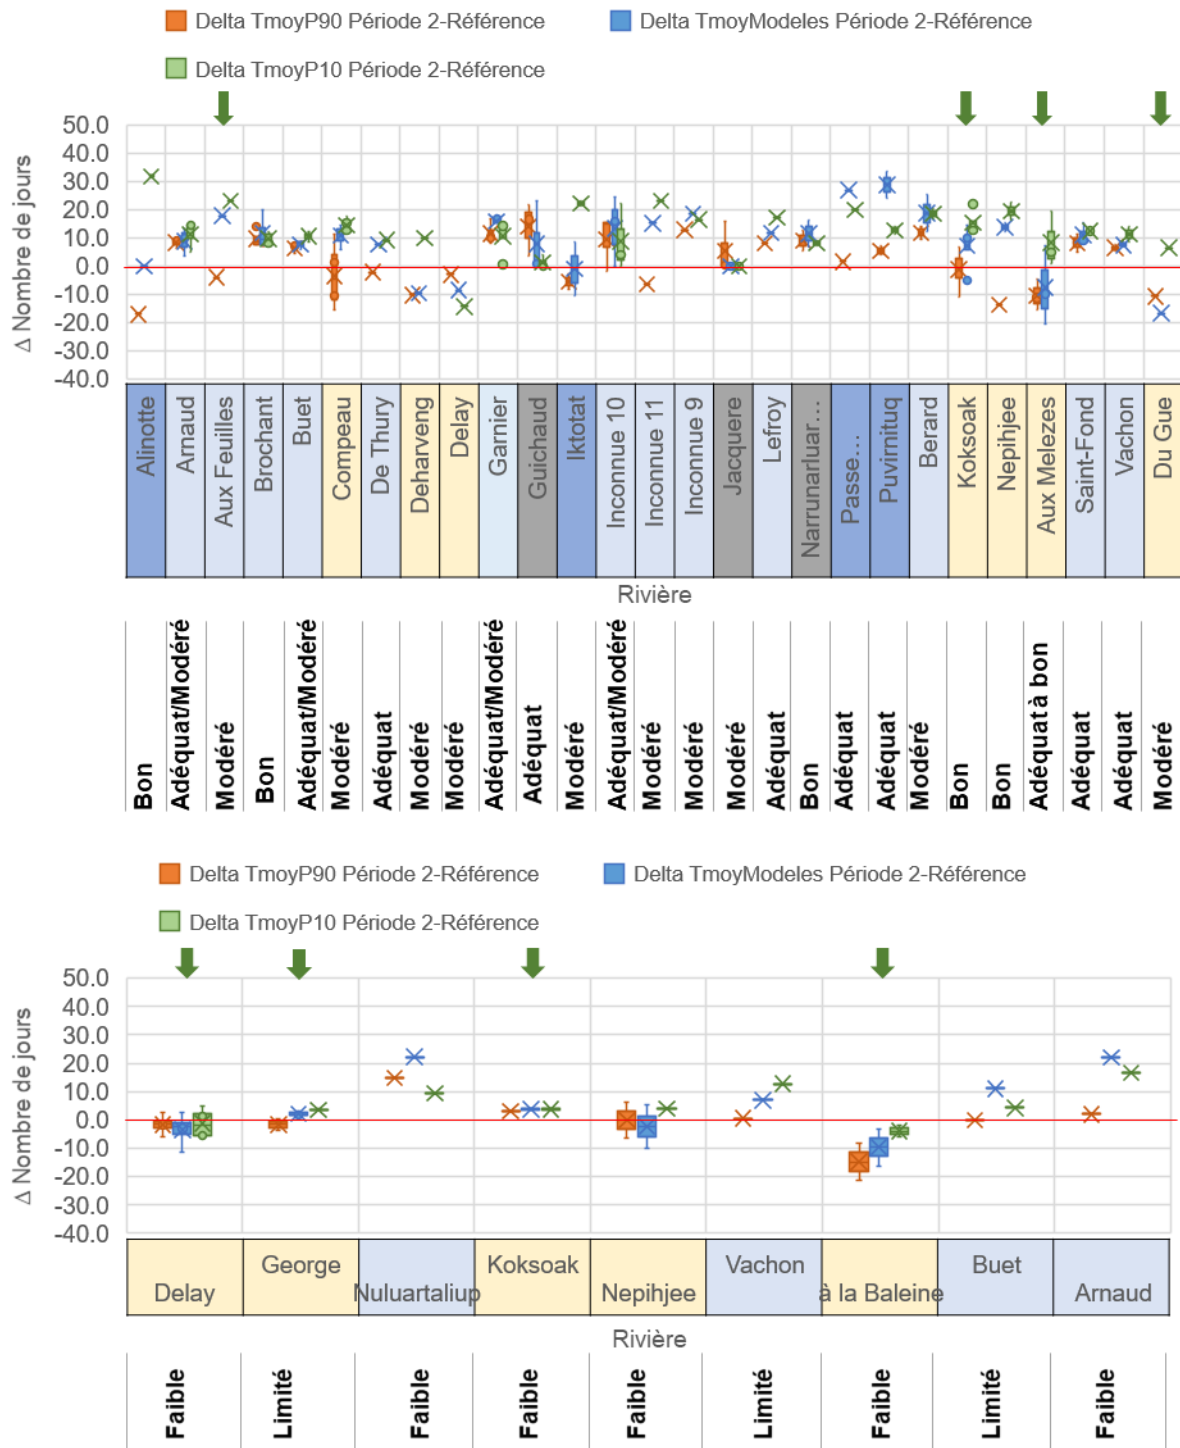 Delta TmoyP90 Période 2-Référence
Delta TmoyModeles Période 2-Référence
Delta TmoyP10 Période 2-Référence
Δ Nombre de jours
50.0
40.0
30.0
20.0
10.0
0.0
-10.0
-20.0
-30.0
-40.0
Alinotte
Arnaud
Aux Feuilles
Brochant
Buet
Compeau
De Thury
Deharveng
Delay
Garnier
Guichaud
Iktotat
Inconnue 10
Inconnue 11
Inconnue 9
Jacquere
Lefroy
Narrunarluar…
Passe…
Puvirnituq
Berard
Koksoak
Nepihjee
Aux Melezes
Saint-Fond
Vachon
Du Gue
Rivière
Bon
Adéquat/Modéré
Modéré
Bon
Adéquat/Modéré
Modéré
Adéquat
Modéré
Modéré
Adéquat/Modéré
Adéquat
Modéré
Adéquat/Modéré
Modéré
Modéré
Modéré
Adéquat
Bon
Adéquat
Adéquat
Modéré
Bon
Bon
Adéquat à bon
Adéquat
Adéquat
Modéré
Delta TmoyP90 Période 2-Référence
Delta TmoyModeles Période 2-Référence
Delta TmoyP10 Période 2-Référence
Δ Nombre de jours
50.0
40.0
30.0
20.0
10.0
0.0
-10.0
-20.0
-30.0
-40.0
Delay
George
Nuluartaliup
Koksoak
Nepihjee
Vachon
à la Baleine
Buet
Arnaud
Rivière
Faible
Limité
Faible
Faible
Faible
Limité
Faible
Limité
Faible